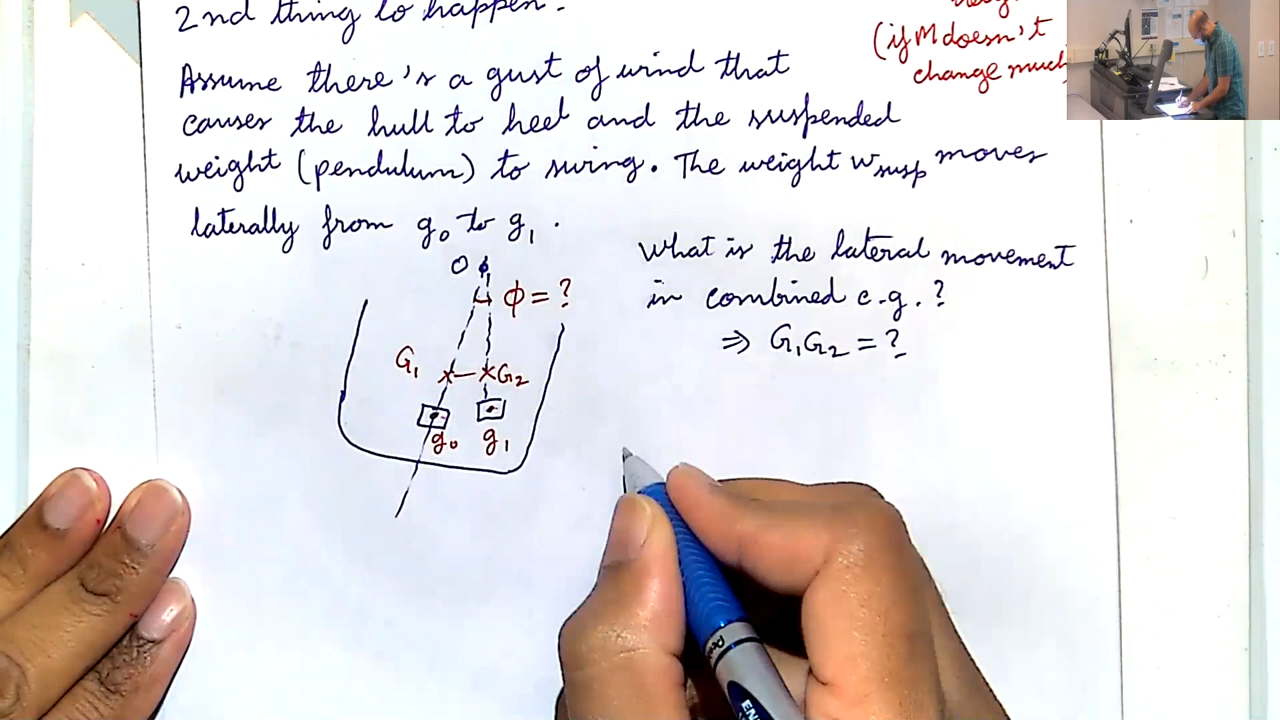 2nd thing to happen.
(if M doesn't
change much
Assume there's a gust of wind that
causes the hull to heel and the suspended
weight (pendulum) to swing. The weight wsusp moves
laterally from g0 to g1.
What is the lateral movement
in combined c.g.?
⇒ G1G2 = ?
O
φ = ?
G1
G2
g0 g1